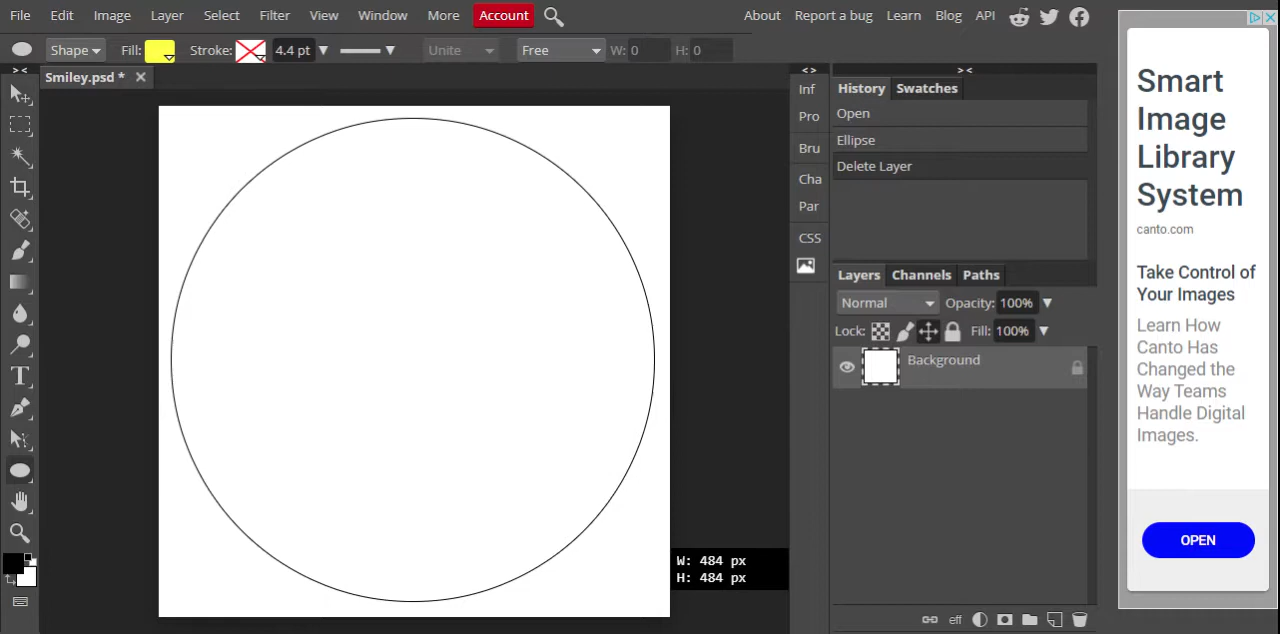 File Edit Image Layer Select Filter View Window More Account About Report a bug Learn Blog API
Shape Fill: Stroke: 4.4 pt Unite Free W: 0 H: 0
> < < > > <
Smiley.psd *
Inf
Pro
Bru
Cha
Par
CSS
History Swatches
Open
Ellipse
Delete Layer
Layers Channels Paths
Normal Opacity: 100%
Lock: Fill: 100%
Background
eff
W: 484 px
H: 484 px
Smart
Image
Library
System
canto.com
Take Control of
Your Images
Learn How
Canto Has
Changed the
Way Teams
Handle Digital
Images.
OPEN